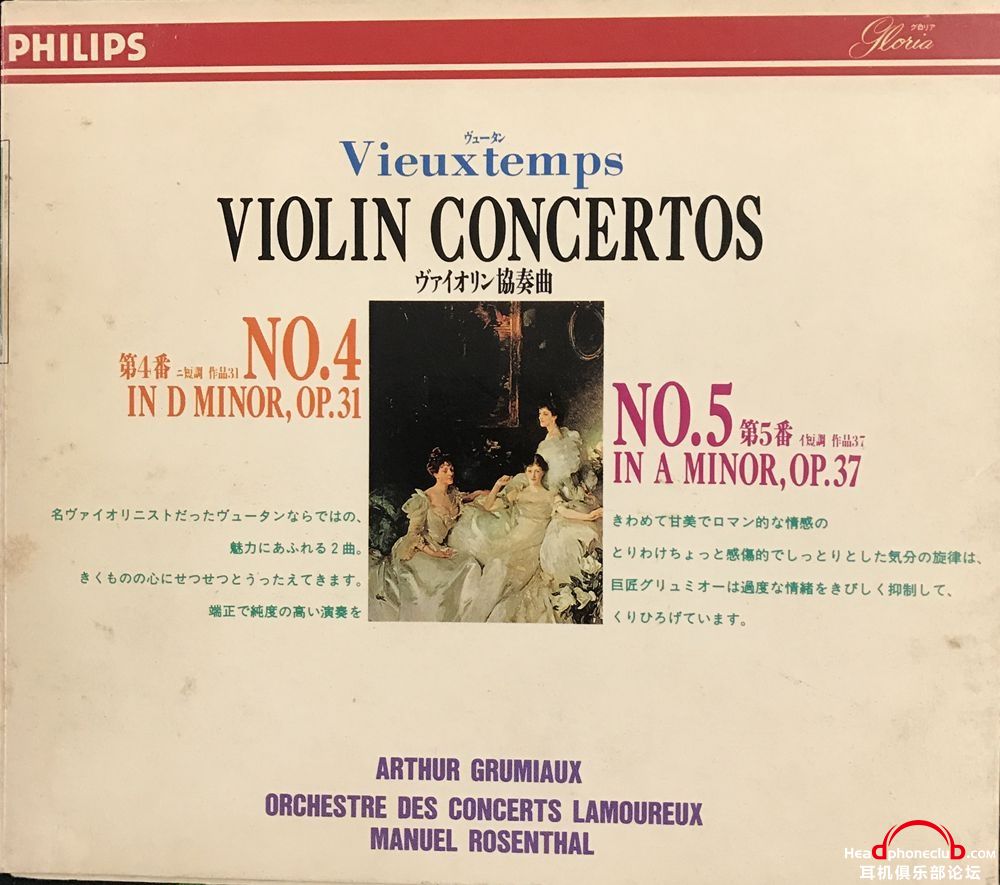 PHILIPS
グロリア
Gloria
ヴュータン
Vieuxtemps
VIOLIN CONCERTOS
ヴァイオリン協奏曲
第4番 ニ短調 作品31 NO.4
IN D MINOR, OP.31
NO.5 第5番 イ短調 作品37
IN A MINOR, OP.37
名ヴァイオリニストだったヴュータンならではの、
魅力にあふれる2曲。
きくものの心にせつせつとうったえてきます。
端正で純度の高い演奏を
きわめて甘美でロマン的な情感の
とりわけちょっと感傷的でしっとりとした気分の旋律は、
巨匠グリュミオーは過度な情緒をきびしく抑制して、
くりひろげています。
ARTHUR GRUMIAUX
ORCHESTRE DES CONCERTS LAMOUREUX
MANUEL ROSENTHAL
Headphoneclub.com
耳机俱乐部论坛